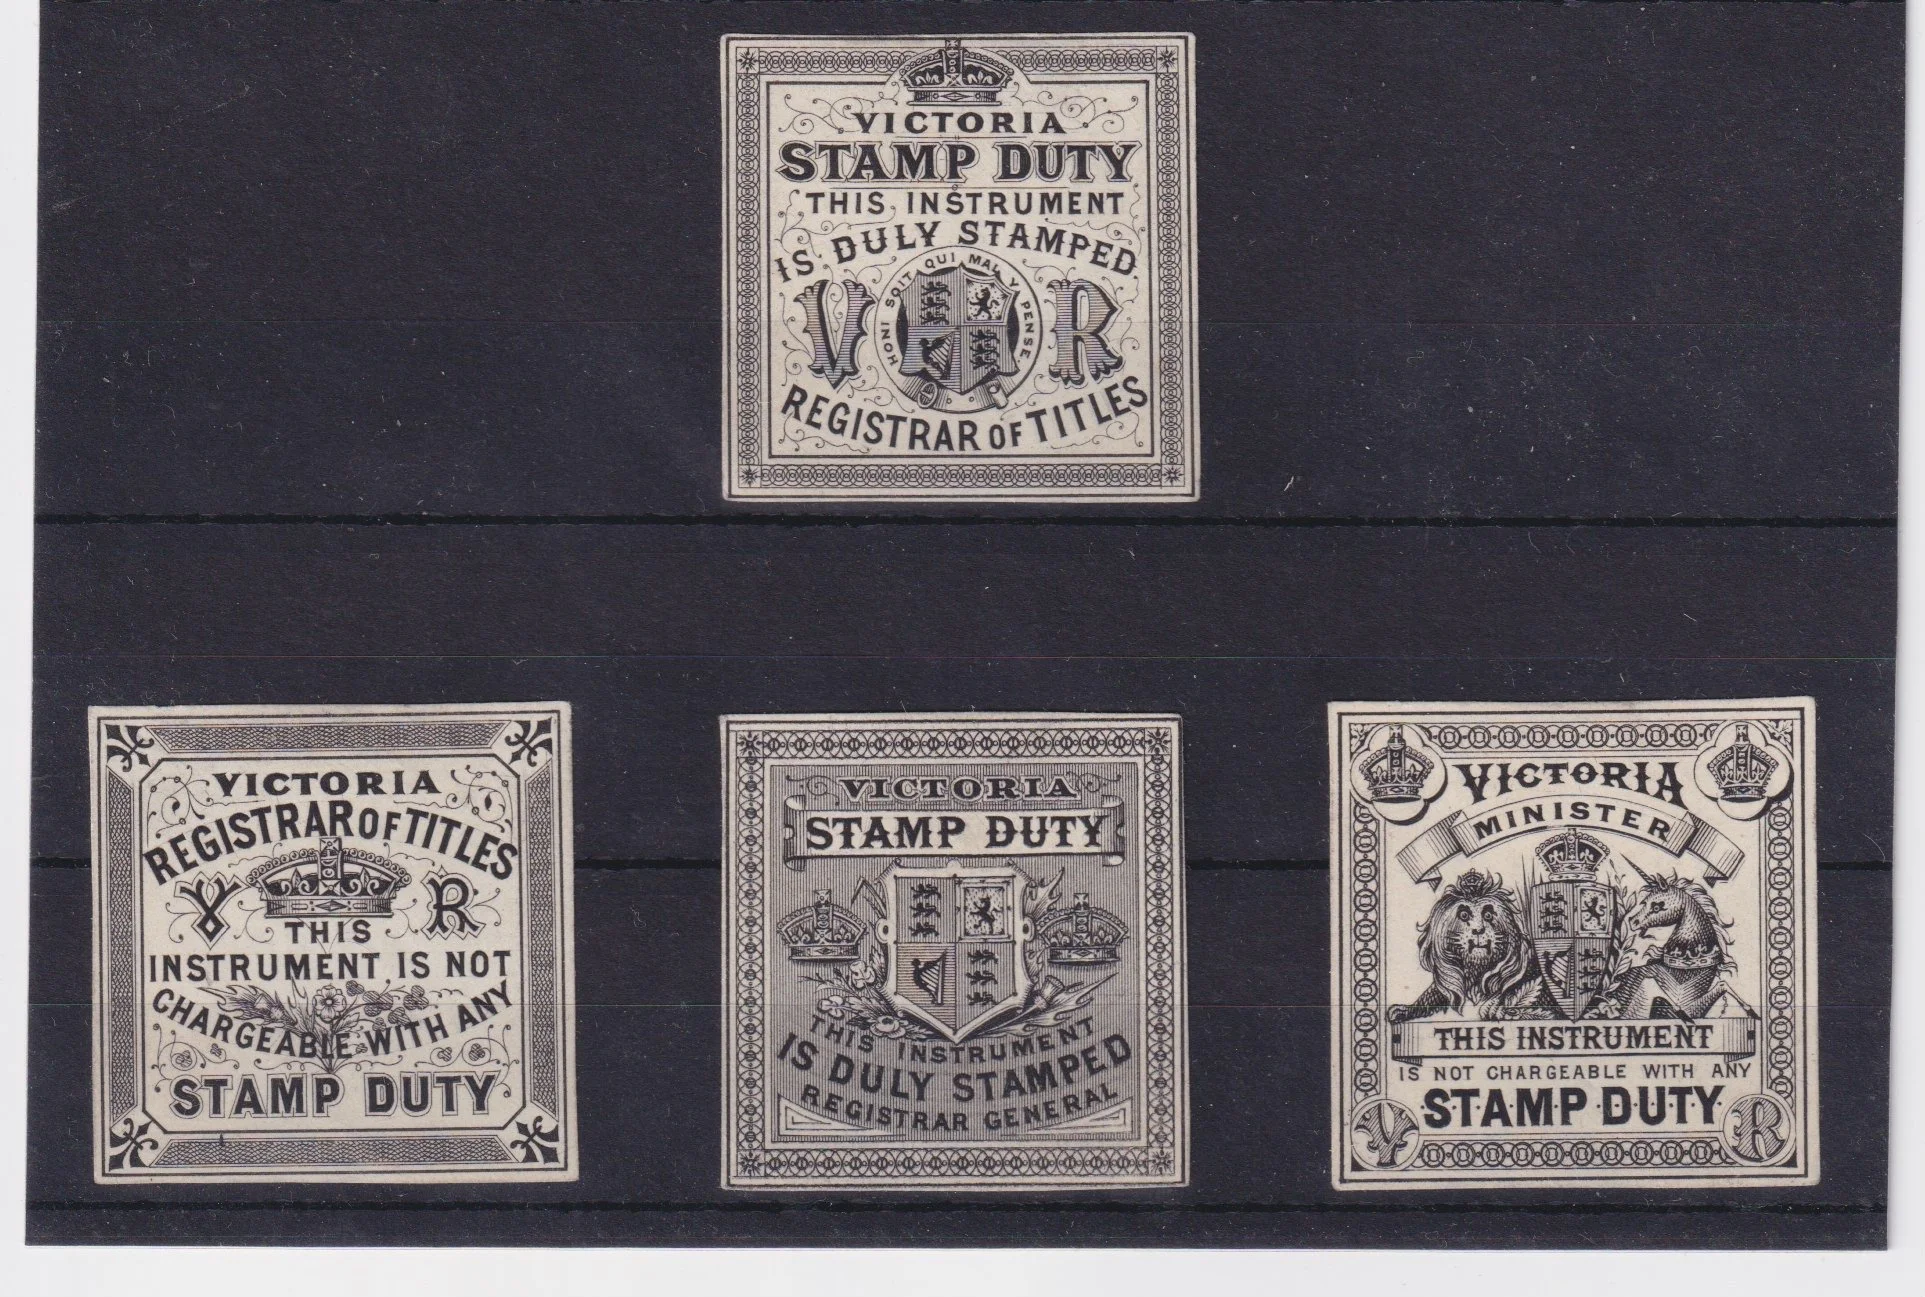 VICTORIA
STAMP DUTY
THIS INSTRUMENT
IS DULY STAMPED.
HONI SOIT QUI MAL Y PENSE.
V R
REGISTRAR OF TITLES
VICTORIA
REGISTRAR OF TITLES
V R
THIS
INSTRUMENT IS NOT
CHARGEABLE WITH ANY
STAMP DUTY
VICTORIA
STAMP DUTY
THIS INSTRUMENT
IS DULY STAMPED
REGISTRAR GENERAL
VICTORIA
MINISTER
THIS INSTRUMENT
IS NOT CHARGEABLE WITH ANY
STAMP·DUTY
V R